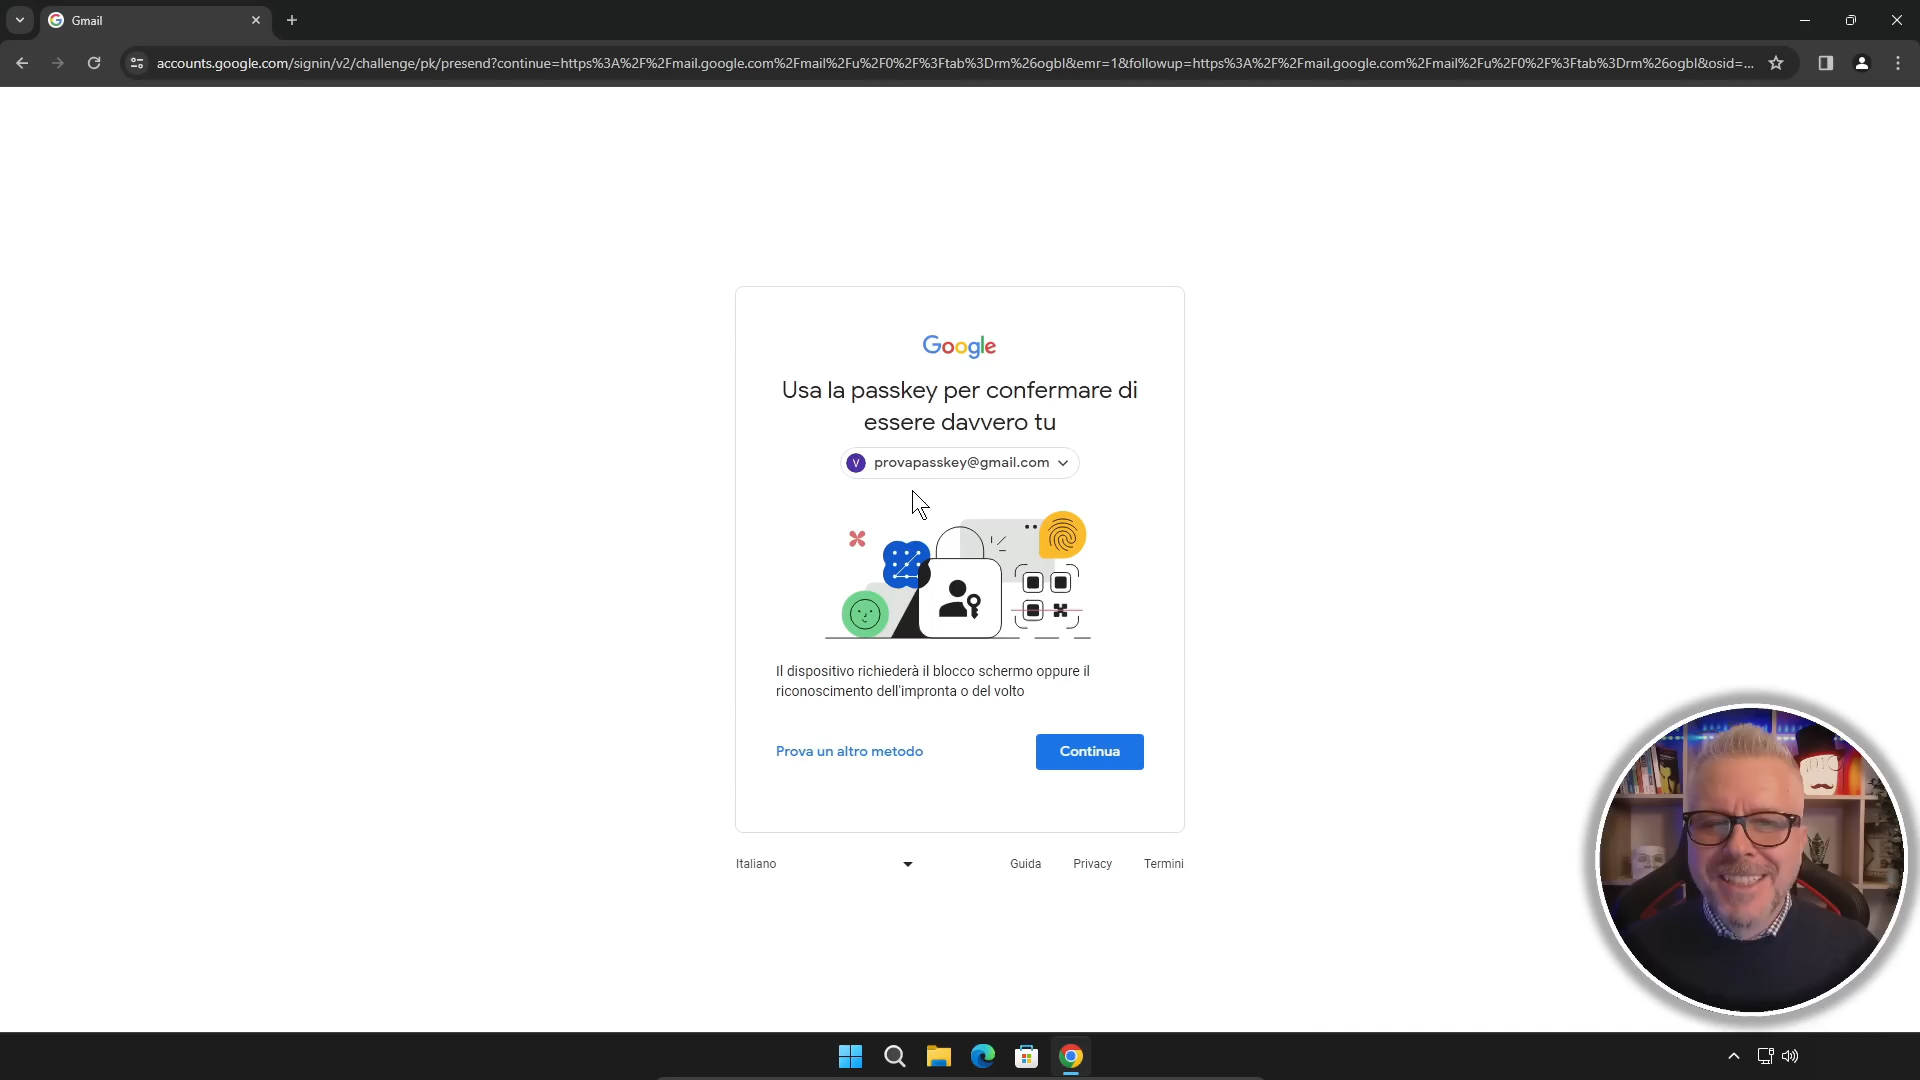 Gmail
accounts.google.com/signin/v2/challenge/pk/presend?continue=https%3A%2F%2Fmail.google.com%2Fmail%2Fu%2F0%2F%3Ftab%3Drm%26ogbl&emr=1&followup=https%3A%2F%2Fmail.google.com%2Fmail%2Fu%2F0%2F%3Ftab%3Drm%26ogbl&osid=...
Google
Usa la passkey per confermare di
essere davvero tu
V provapasskey@gmail.com
Il dispositivo richiederà il blocco schermo oppure il
riconoscimento dell'impronta o del volto
Prova un altro metodo Continua
Italiano Guida Privacy Termini